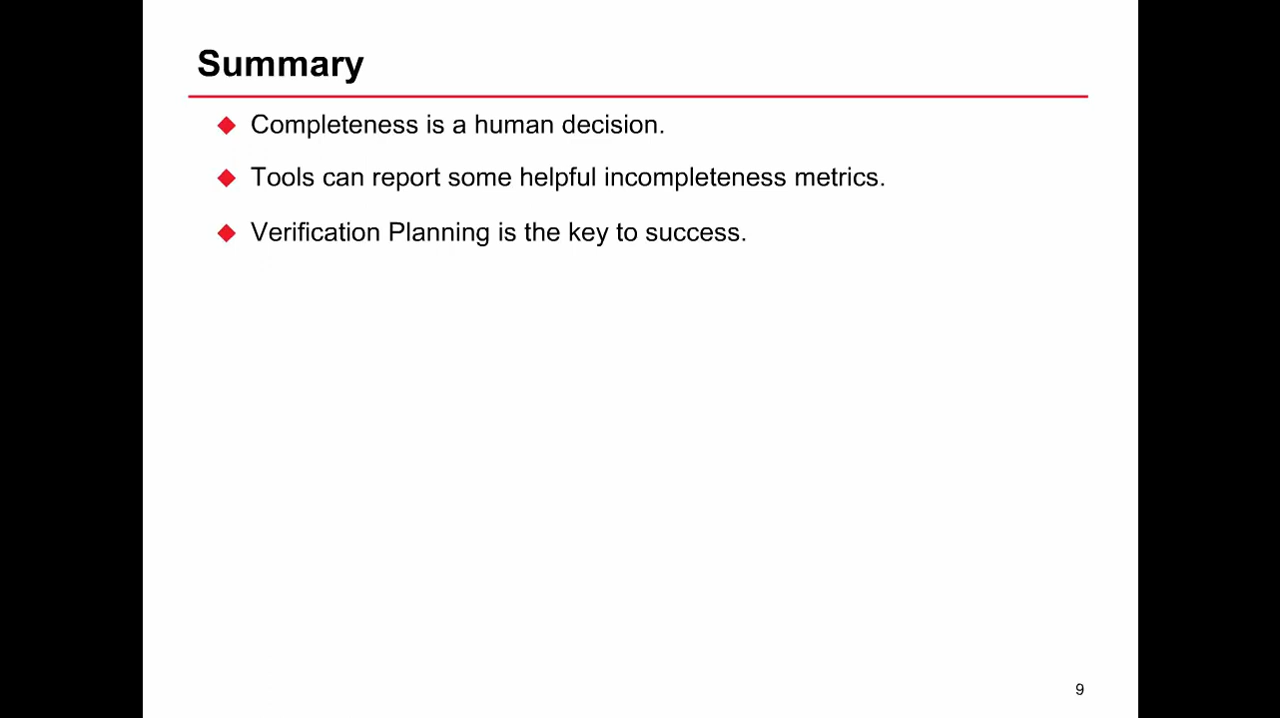 Summary
Completeness is a human decision.
Tools can report some helpful incompleteness metrics.
Verification Planning is the key to success.
9